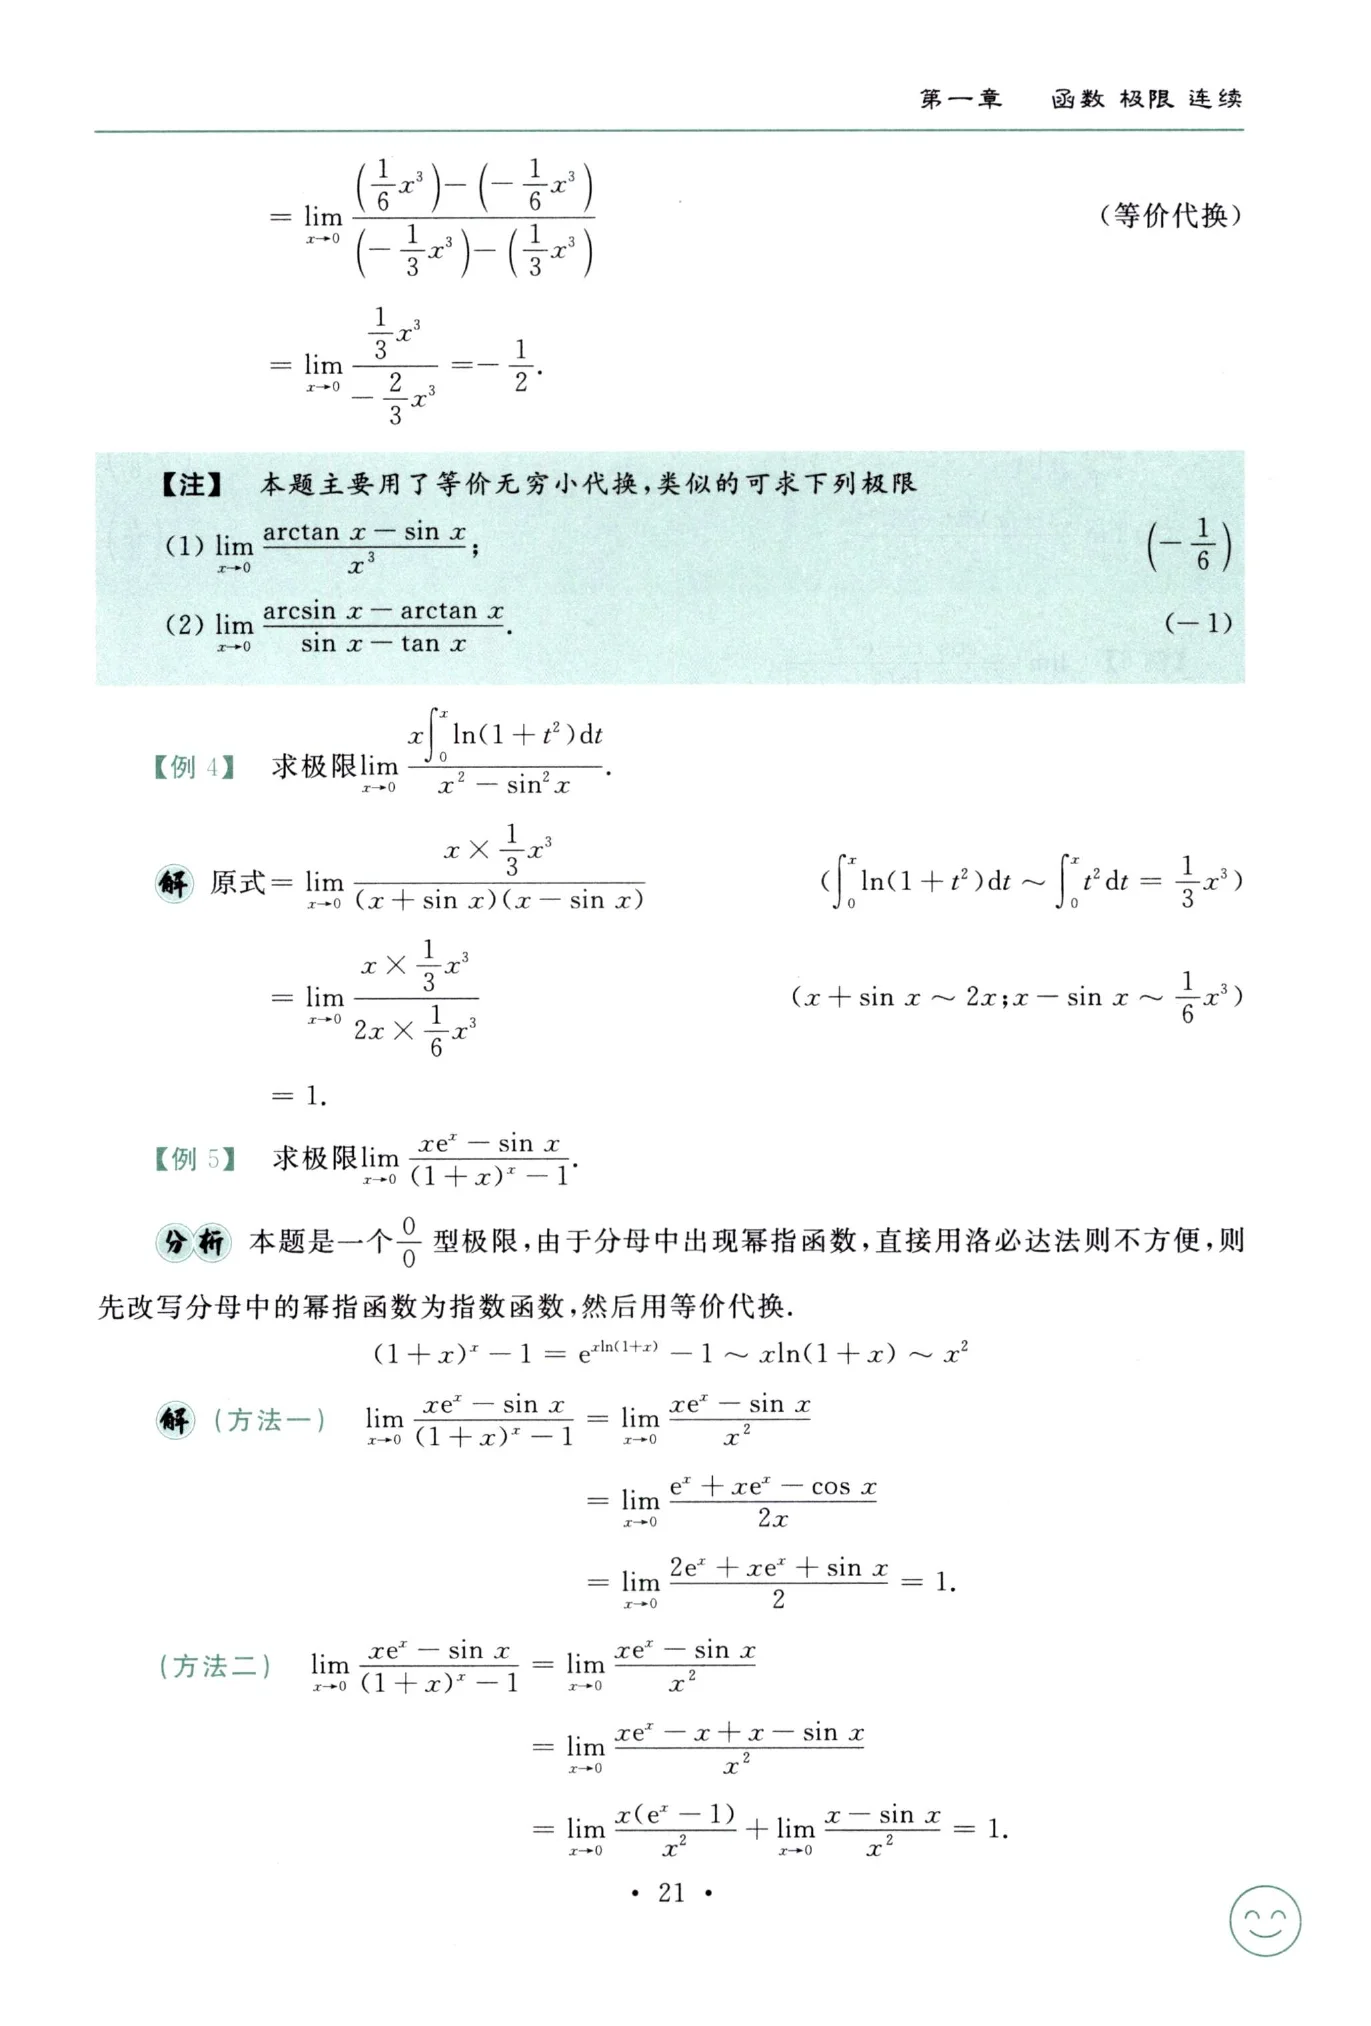 第一章 函数 极限 连续
$= \lim_{x \to 0} \frac{\left(\frac{1}{6}x^3\right) - \left(-\frac{1}{6}x^3\right)}{\left(-\frac{1}{3}x^3\right) - \left(\frac{1}{3}x^3\right)}$ (等价代换)
$= \lim_{x \to 0} \frac{\frac{1}{3}x^3}{-\frac{2}{3}x^3} = -\frac{1}{2}.$
【注】 本题主要用了等价无穷小代换,类似的可求下列极限
(1) $\lim_{x \to 0} \frac{\arctan x - \sin x}{x^3}$; $\left(-\frac{1}{6}\right)$
(2) $\lim_{x \to 0} \frac{\arcsin x - \arctan x}{\sin x - \tan x}$. $(-1)$
【例 4】 求极限$\lim_{x \to 0} \frac{x\int_0^x \ln(1+t^2)\mathrm{d}t}{x^2 - \sin^2 x}$.
解 原式$= \lim_{x \to 0} \frac{x \times \frac{1}{3}x^3}{(x + \sin x)(x - \sin x)}$ $(\int_0^x \ln(1+t^2)\mathrm{d}t \sim \int_0^x t^2\mathrm{d}t = \frac{1}{3}x^3)$
$= \lim_{x \to 0} \frac{x \times \frac{1}{3}x^3}{2x \times \frac{1}{6}x^3}$ $(x + \sin x \sim 2x; x - \sin x \sim \frac{1}{6}x^3)$
$= 1.$
【例 5】 求极限$\lim_{x \to 0} \frac{x\mathrm{e}^x - \sin x}{(1+x)^x - 1}$.
分析 本题是一个$\frac{0}{0}$型极限,由于分母中出现幂指函数,直接用洛必达法则不方便,则
先改写分母中的幂指函数为指数函数,然后用等价代换.
$(1+x)^x - 1 = \mathrm{e}^{x\ln(1+x)} - 1 \sim x\ln(1+x) \sim x^2$
解 (方法一) $\lim_{x \to 0} \frac{x\mathrm{e}^x - \sin x}{(1+x)^x - 1} = \lim_{x \to 0} \frac{x\mathrm{e}^x - \sin x}{x^2}$
$= \lim_{x \to 0} \frac{\mathrm{e}^x + x\mathrm{e}^x - \cos x}{2x}$
$= \lim_{x \to 0} \frac{2\mathrm{e}^x + x\mathrm{e}^x + \sin x}{2} = 1.$
(方法二) $\lim_{x \to 0} \frac{x\mathrm{e}^x - \sin x}{(1+x)^x - 1} = \lim_{x \to 0} \frac{x\mathrm{e}^x - \sin x}{x^2}$
$= \lim_{x \to 0} \frac{x\mathrm{e}^x - x + x - \sin x}{x^2}$
$= \lim_{x \to 0} \frac{x(\mathrm{e}^x - 1)}{x^2} + \lim_{x \to 0} \frac{x - \sin x}{x^2} = 1.$
· 21 ·